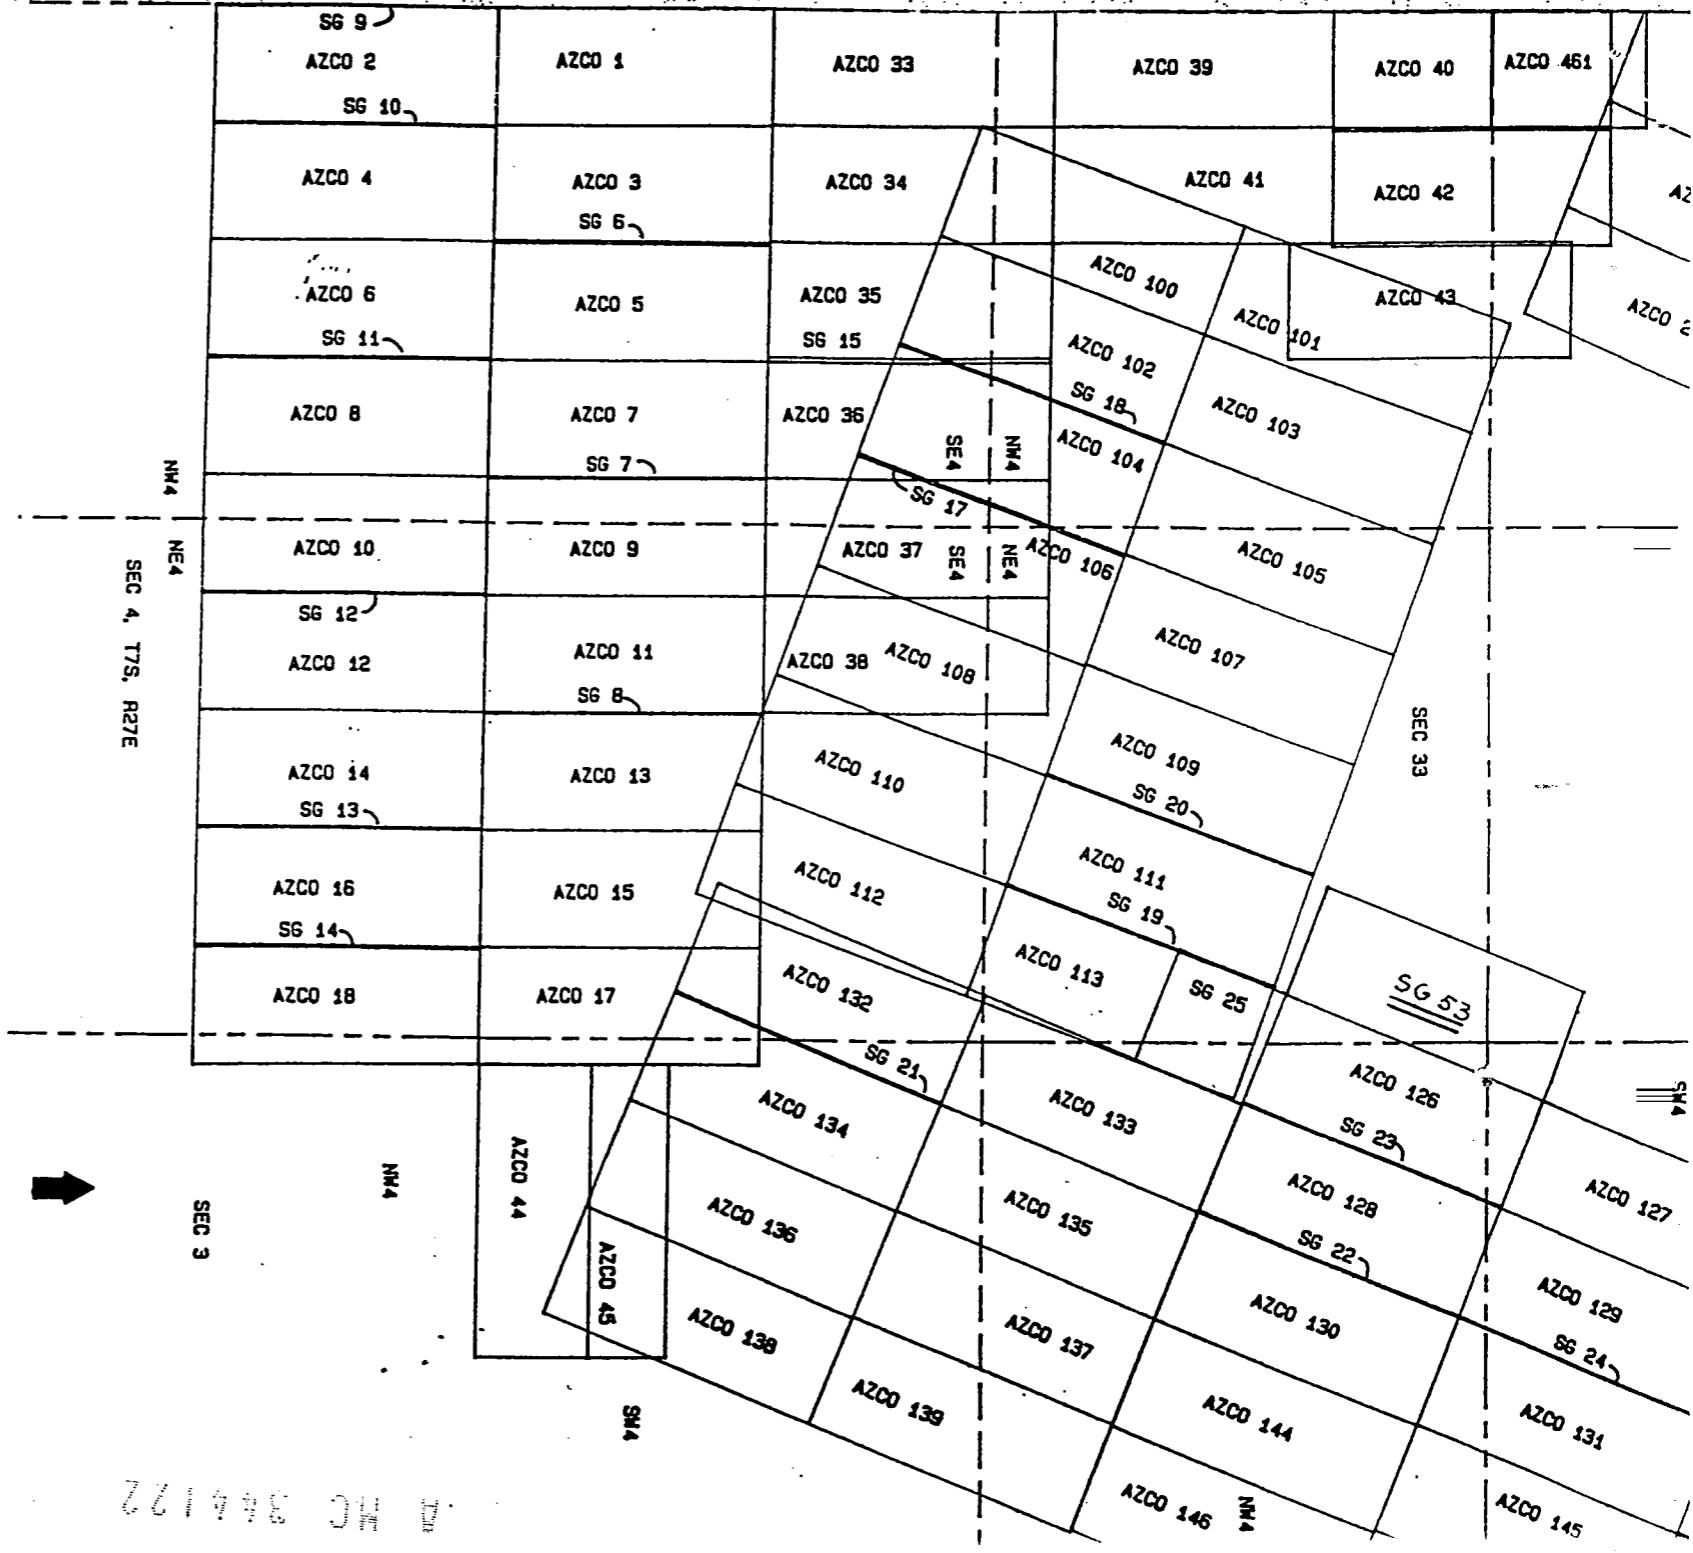 SG 9
AZCO 2
AZCO 1
AZCO 33
AZCO 39
AZCO 40
AZCO 461
SG 10
AZCO 4
AZCO 3
AZCO 34
AZCO 41
AZCO 42
AZ
SG 6
AZCO 6
AZCO 5
AZCO 35
AZCO 100
AZCO 101
AZCO 43
AZCO 2
SG 11
SG 15
AZCO 102
SG 18
AZCO 103
AZCO 8
AZCO 7
AZCO 36
SE4
NW4
AZCO 104
SG 7
SG 17
NW4
NE4
AZCO 10
AZCO 9
AZCO 37
SE4
NE4
AZCO 106
AZCO 105
SEC 4, T7S, R27E
SG 12
AZCO 12
AZCO 11
AZCO 38
AZCO 108
AZCO 107
SG 8
SEC 33
AZCO 14
AZCO 13
AZCO 110
AZCO 109
SG 20
SG 13
AZCO 16
AZCO 15
AZCO 112
AZCO 111
SG 19
SG 14
AZCO 18
AZCO 17
AZCO 132
AZCO 113
SG 25
SG 53
SG 21
AZCO 126
SW4
AZCO 134
AZCO 133
SG 23
AZCO 44
NW4
SEC 3
AZCO 136
AZCO 135
AZCO 128
AZCO 127
SG 22
AZCO 45
AZCO 138
AZCO 137
AZCO 130
AZCO 129
SG 24
SW4
AZCO 139
AZCO 144
AZCO 131
AZCO 146
NW4
AZCO 145
A MC 344122